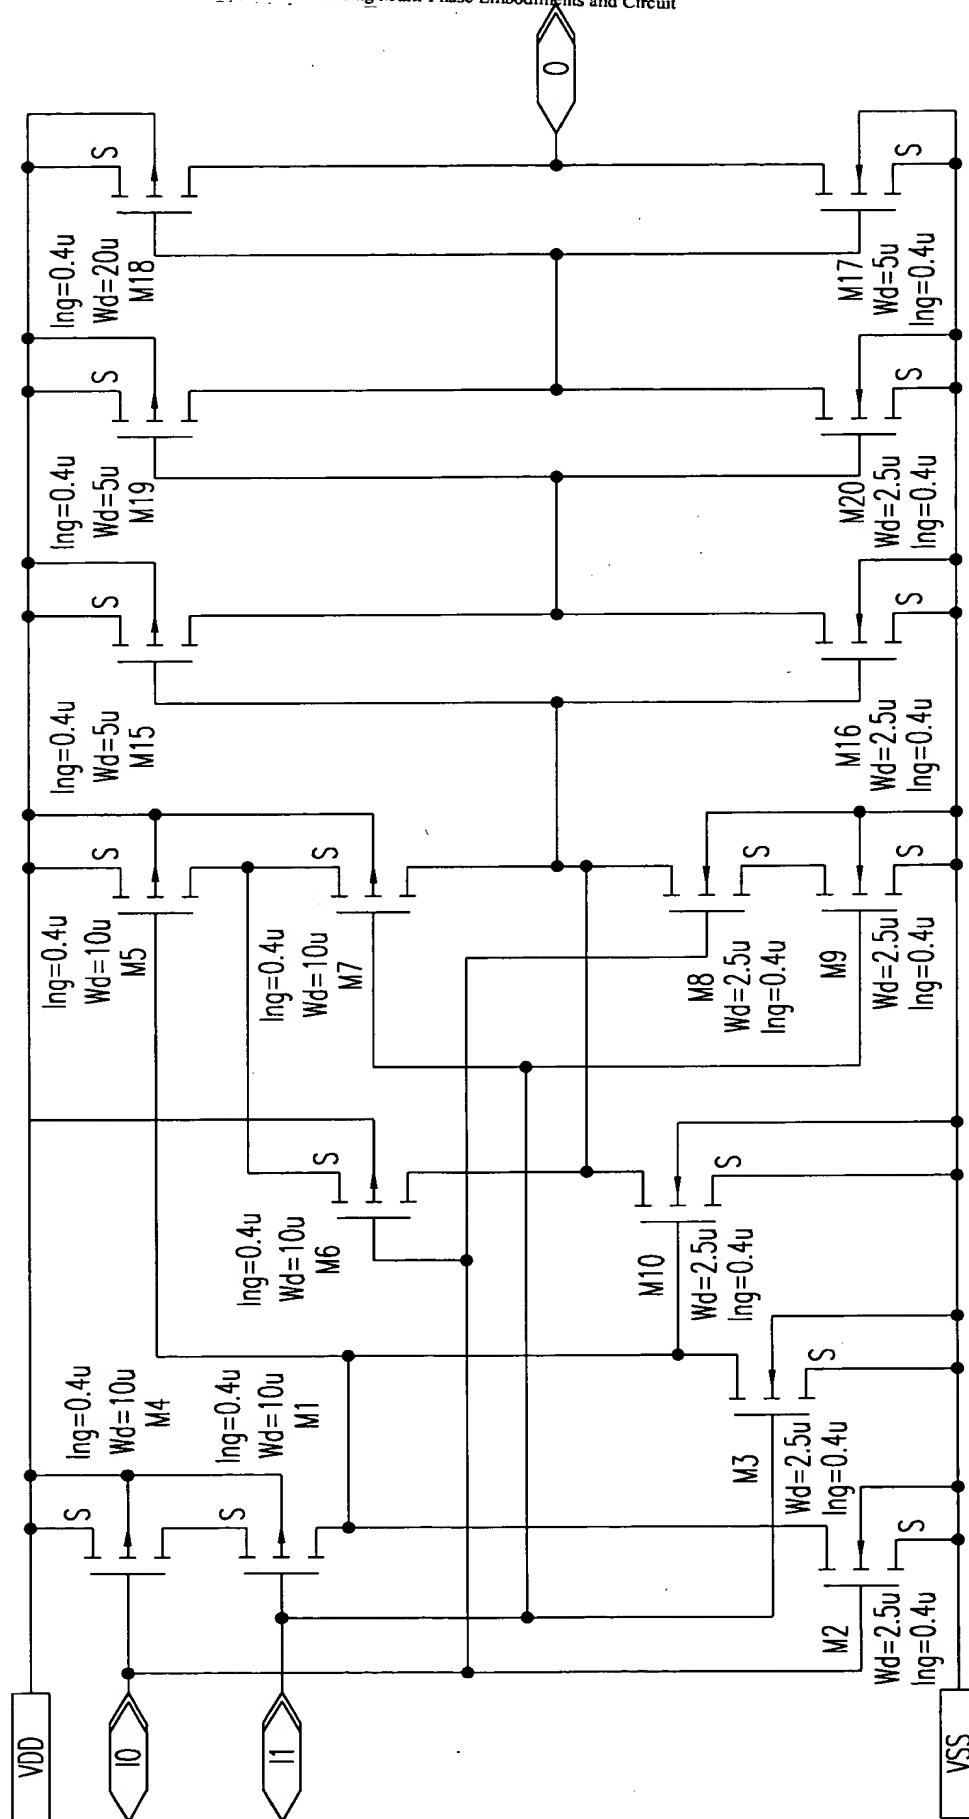 Multi-Phase Embodiments and Circuit
VDD
I0
I1
VSS
S
lng=0.4u
Wd=10u
M4
S
lng=0.4u
Wd=10u
M1
M2
Wd=2.5u
lng=0.4u
S
M3
Wd=2.5u
lng=0.4u
S
S
lng=0.4u
Wd=10u
M6
M10
Wd=2.5u
lng=0.4u
S
lng=0.4u
Wd=10u
M5
S
lng=0.4u
Wd=10u
M7
S
M8
Wd=2.5u
lng=0.4u
S
M9
Wd=2.5u
lng=0.4u
S
lng=0.4u
Wd=5u
M15
S
M16
Wd=2.5u
lng=0.4u
S
lng=0.4u
Wd=5u
M19
S
M20
Wd=2.5u
lng=0.4u
S
lng=0.4u
Wd=20u
M18
S
M17
Wd=5u
lng=0.4u
S
O